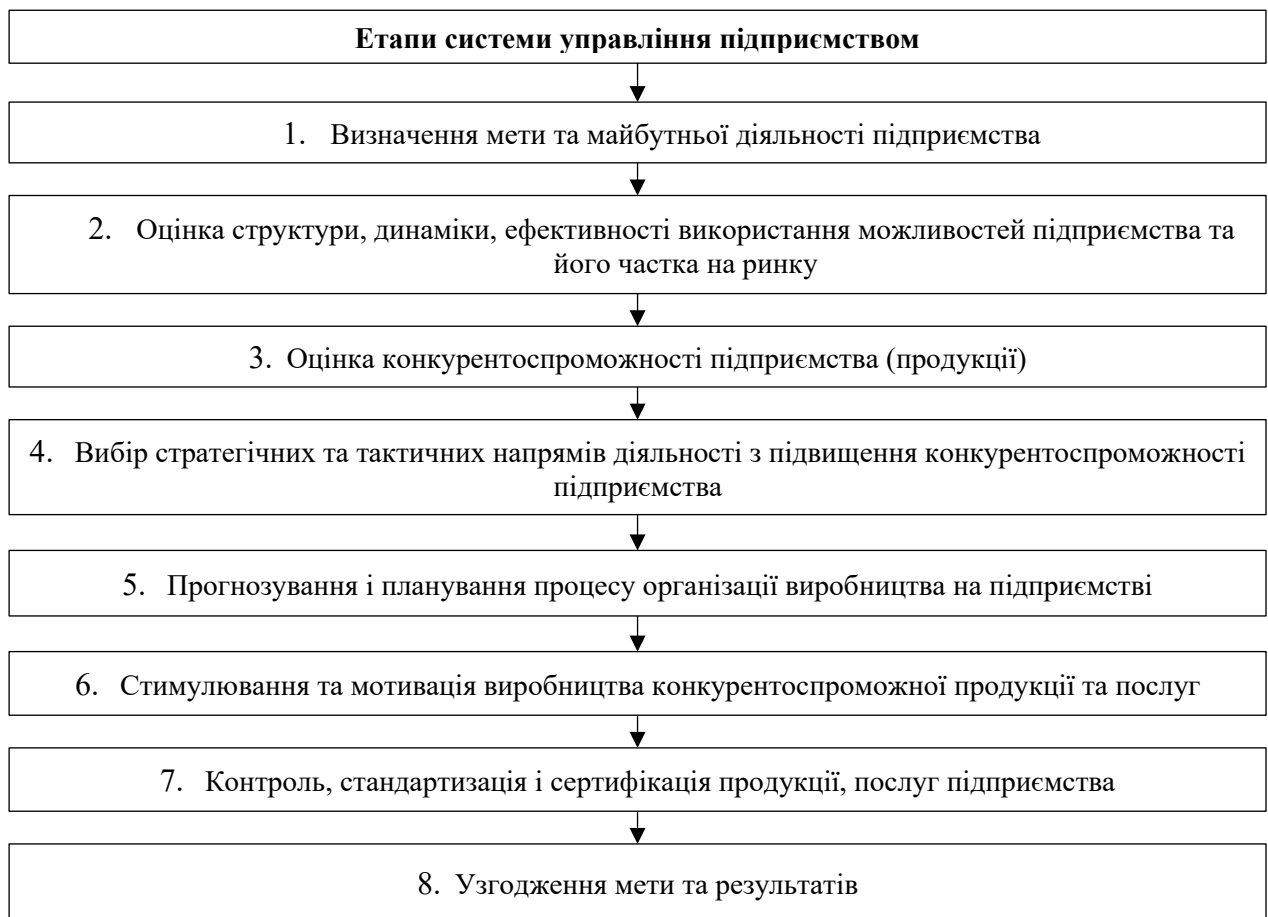 Етапи системи управління підприємством
1. Визначення мети та майбутньої діяльності підприємства
2. Оцінка структури, динаміки, ефективності використання можливостей підприємства та
його частка на ринку
3. Оцінка конкурентоспроможності підприємства (продукції)
4. Вибір стратегічних та тактичних напрямів діяльності з підвищення конкурентоспроможності
підприємства
5. Прогнозування і планування процесу організації виробництва на підприємстві
6. Стимулювання та мотивація виробництва конкурентоспроможної продукції та послуг
7. Контроль, стандартизація і сертифікація продукції, послуг підприємства
8. Узгодження мети та результатів